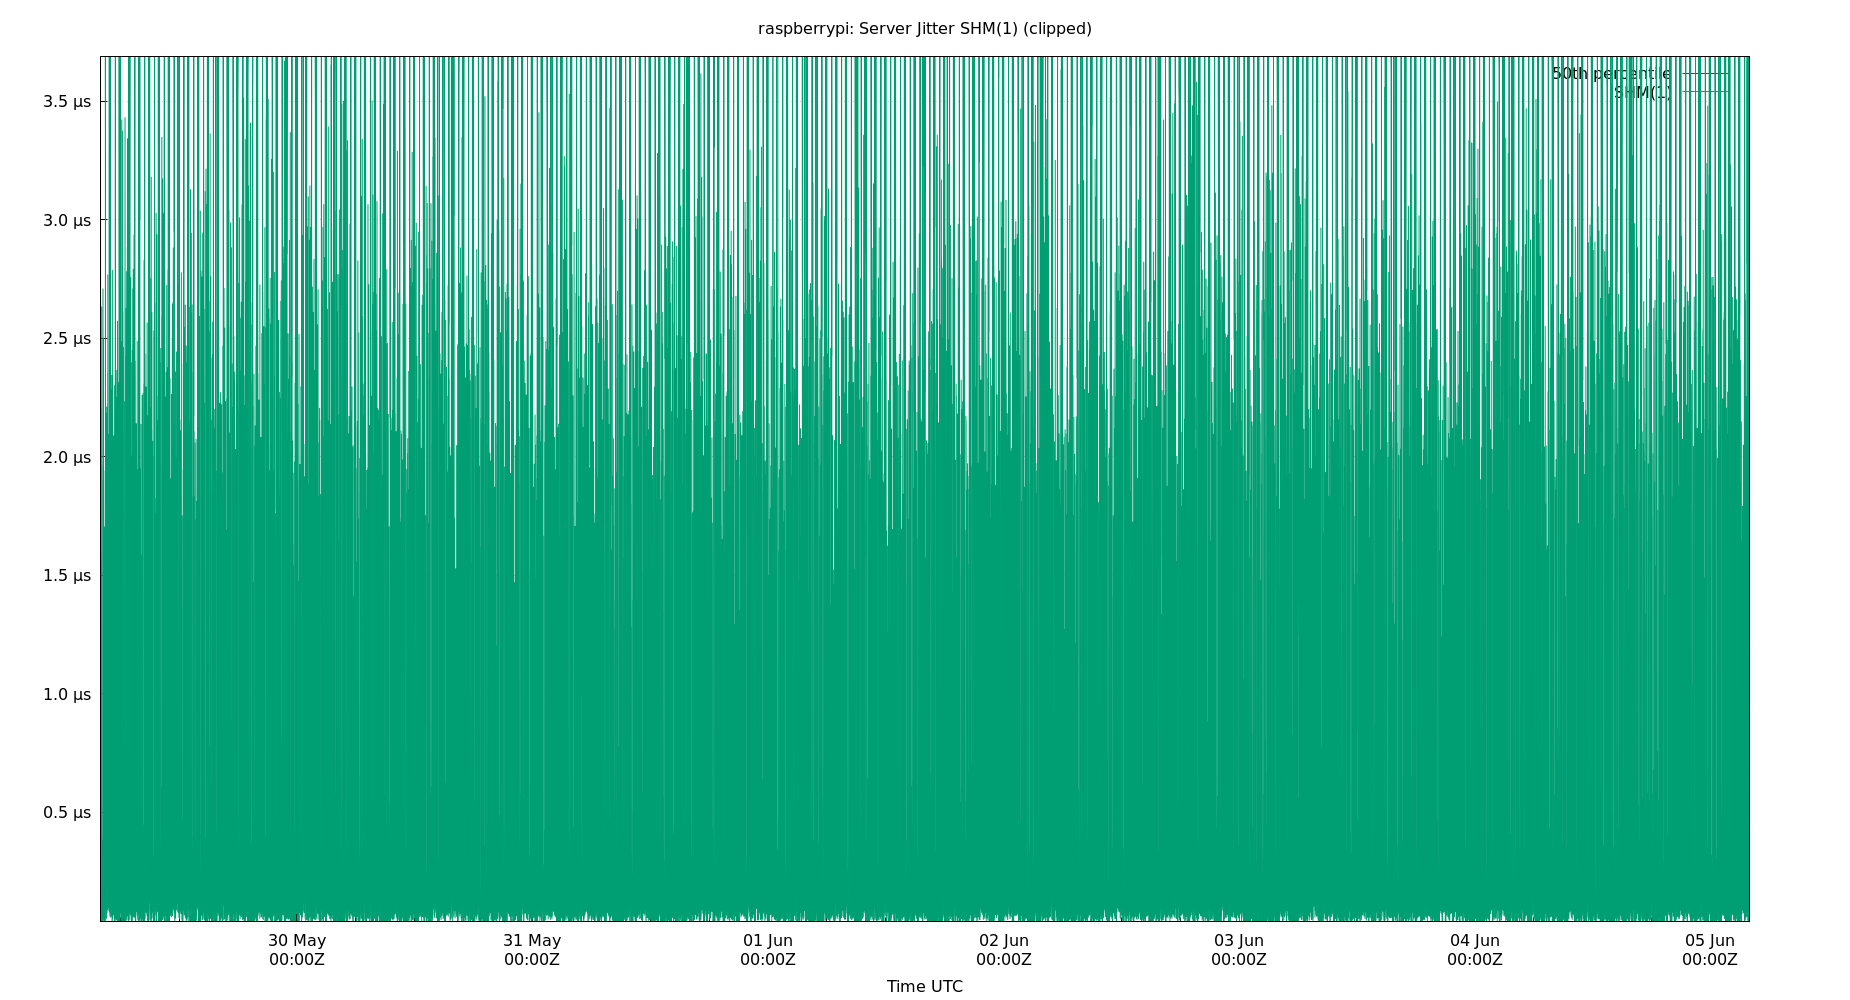 raspberrypi: Server Jitter SHM(1) (clipped)
50th percentile
SHM(1)
3.5 µs
3.0 µs
2.5 µs
2.0 µs
1.5 µs
1.0 µs
0.5 µs
30 May 31 May 01 Jun 02 Jun 03 Jun 04 Jun 05 Jun
00:00Z 00:00Z 00:00Z 00:00Z 00:00Z 00:00Z 00:00Z
Time UTC